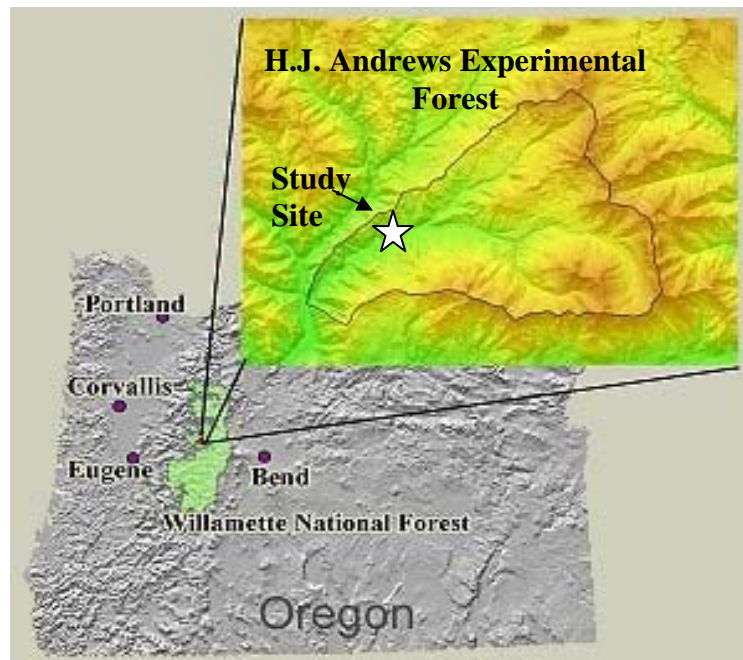 H.J. Andrews Experimental
Forest
Study
Site
Portland
Corvallis
Eugene
Bend
Willamette National Forest
Oregon